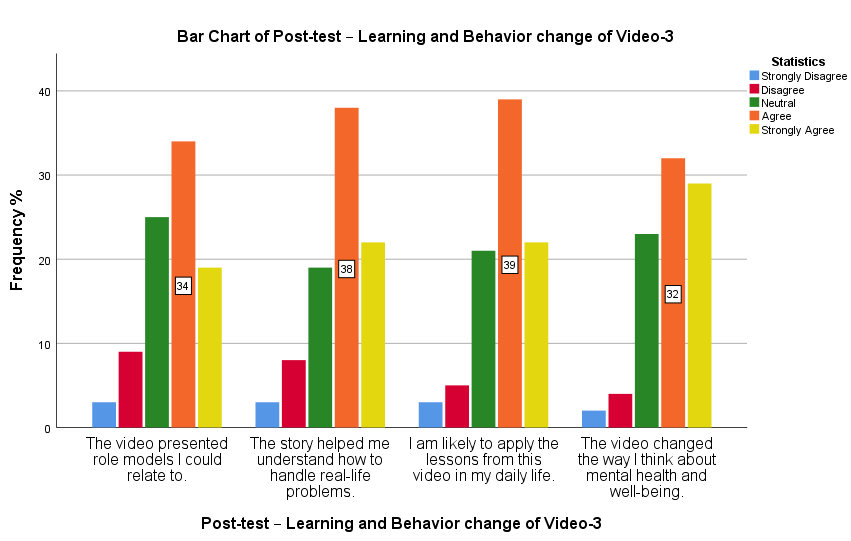 Bar Chart of Post-test – Learning and Behavior change of Video-3
Statistics
Strongly Disagree
Disagree
Neutral
Agree
Strongly Agree
Frequency %
40
30
20
10
0
34
38
39
32
The video presented
role models I could
relate to.
The story helped me
understand how to
handle real-life
problems.
I am likely to apply the
lessons from this
video in my daily life.
The video changed
the way I think about
mental health and
well-being.
Post-test – Learning and Behavior change of Video-3